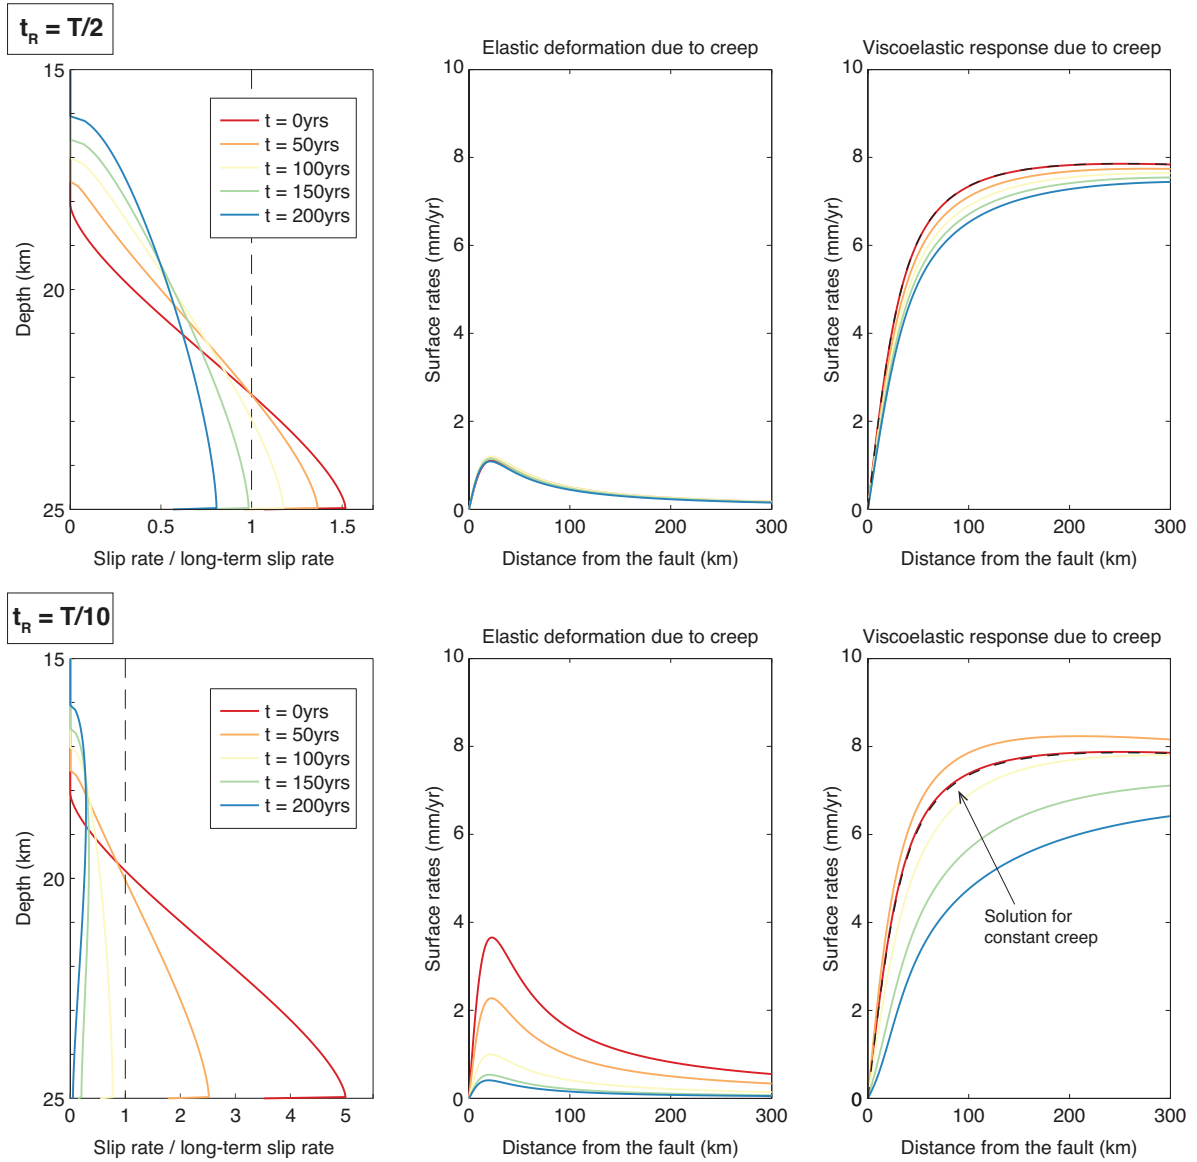 t_R = T/2
Elastic deformation due to creep
Viscoelastic response due to creep
15
20
25
Depth (km)
t = 0yrs
t = 50yrs
t = 100yrs
t = 150yrs
t = 200yrs
0
0.5
1
1.5
Slip rate / long-term slip rate
10
8
6
4
2
0
Surface rates (mm/yr)
0
100
200
300
Distance from the fault (km)
10
8
6
4
2
0
Surface rates (mm/yr)
0
100
200
300
Distance from the fault (km)
t_R = T/10
Elastic deformation due to creep
Viscoelastic response due to creep
15
20
25
Depth (km)
t = 0yrs
t = 50yrs
t = 100yrs
t = 150yrs
t = 200yrs
0
1
2
3
4
5
Slip rate / long-term slip rate
10
8
6
4
2
0
Surface rates (mm/yr)
0
100
200
300
Distance from the fault (km)
10
8
6
4
2
0
Surface rates (mm/yr)
Solution for
constant creep
0
100
200
300
Distance from the fault (km)